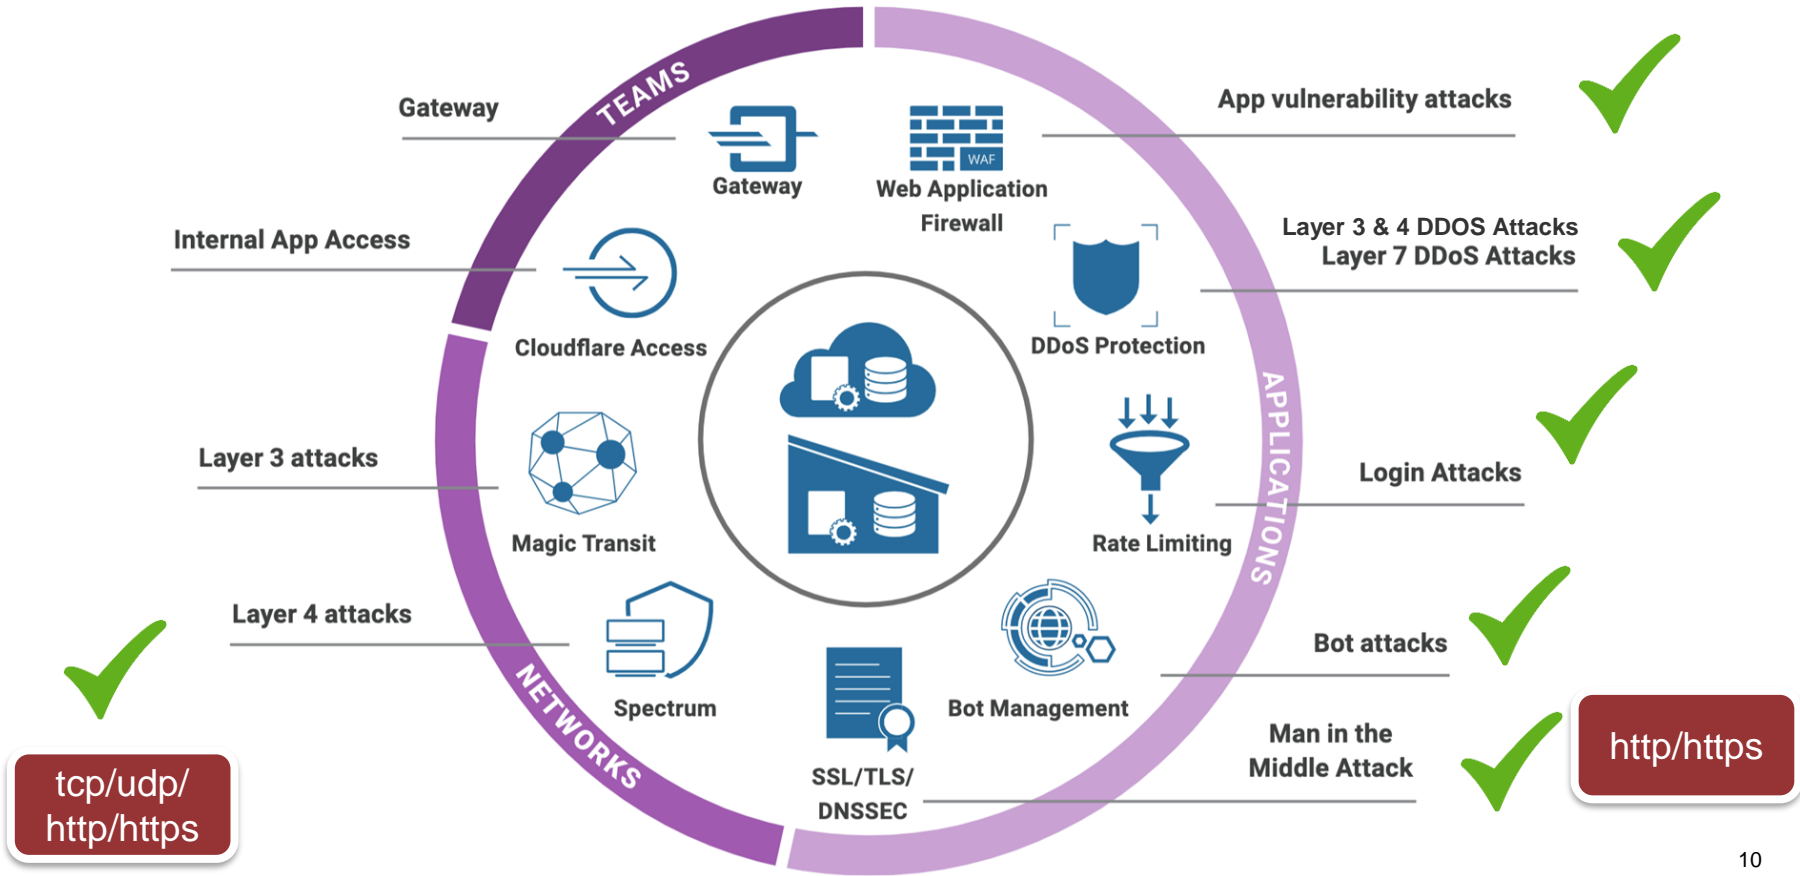 TEAMS
Gateway
Gateway
WAF
Web Application
Firewall
App vulnerability attacks
Internal App Access
Cloudflare Access
Layer 3 & 4 DDOS Attacks
Layer 7 DDoS Attacks
DDoS Protection
APPLICATIONS
Layer 3 attacks
Magic Transit
Login Attacks
Rate Limiting
Layer 4 attacks
Spectrum
NETWORKS
Bot attacks
Bot Management
Man in the
Middle Attack
SSL/TLS/
DNSSEC
tcp/udp/
http/https
http/https
10